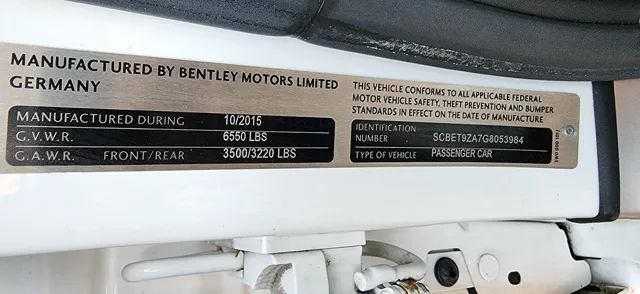 MANUFACTURED BY BENTLEY MOTORS LIMITED
GERMANY
MANUFACTURED DURING 10/2015
G.V.W.R. 6550 LBS
G.A.W.R. FRONT/REAR 3500/3220 LBS
THIS VEHICLE CONFORMS TO ALL APPLICABLE FEDERAL
MOTOR VEHICLE SAFETY, THEFT PREVENTION AND BUMPER
STANDARDS IN EFFECT ON THE DATE OF MANUFACTURE
IDENTIFICATION
NUMBER SCBET9ZA7G8053984
TYPE OF VEHICLE PASSENGER CAR